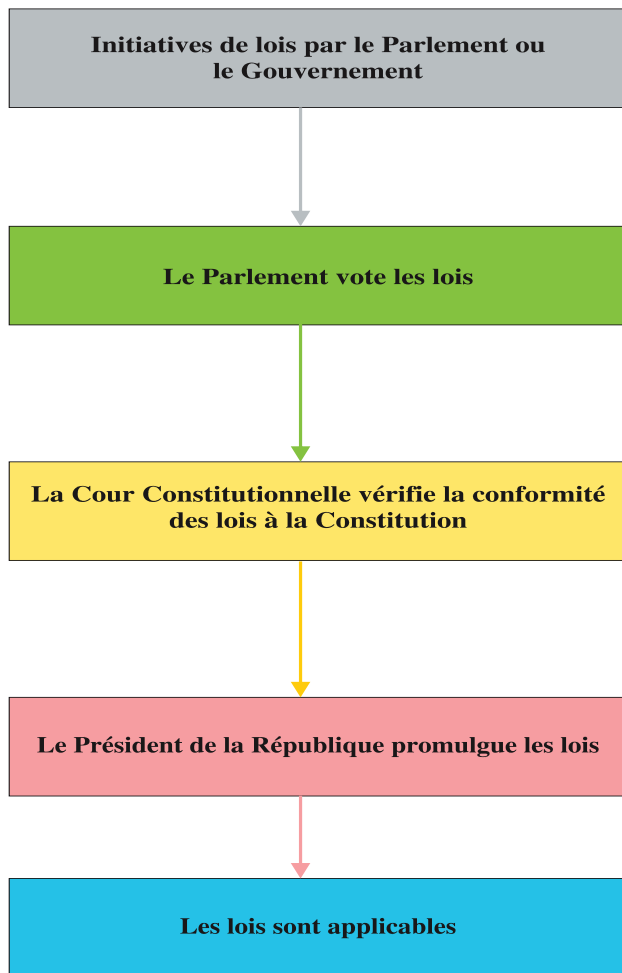 Initiatives de lois par le Parlement ou
le Gouvernement
Le Parlement vote les lois
La Cour Constitutionnelle vérifie la conformité
des lois à la Constitution
Le Président de la République promulgue les lois
Les lois sont applicables